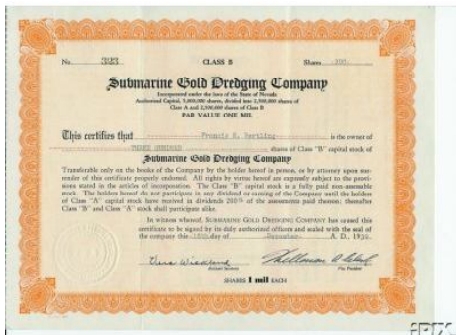 No. 323 CLASS B Shares 300
Submarine Gold Dredging Company
Incorporated under the laws of the State of Nevada
Authorized Capital, 5,000,000 shares, divided into 2,500,000 shares of
Class A and 2,500,000 shares of Class B
PAR VALUE ONE MIL
This certifies that Francis E. Bertling is the owner of
THREE HUNDRED shares of Class "B" capital stock of
Submarine Gold Dredging Company
Transferable only on the books of the Company by the holder hereof in person, or by attorney upon sur-
render of this certificate properly endorsed. All rights by virtue hereof are expressly subject to the provi-
sions stated in the articles of incorporation. The Class "B" capital stock is a fully paid non-assessable
stock. The holders hereof do not participate in any dividend or earning of the Company until the holders
of Class "A" capital stock have received in dividends 200% of the assessments paid thereon; thereafter
Class "B" and Class "A" stock shall participate alike.
In witness whereof, SUBMARINE GOLD DREDGING COMPANY has caused this
certificate to be signed by its duly authorized officers and sealed with the seal of
the company this 18th day of A. D., 193
Vice President
SHARES 1 mil EACH